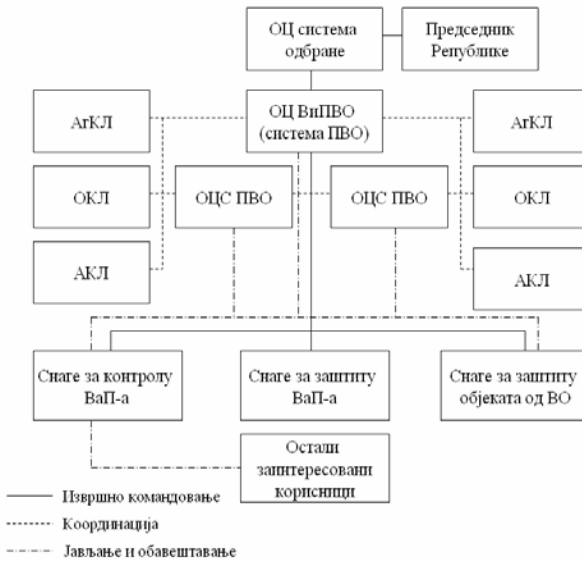 ОЦ система
одбране
Председник
Републике
АгКЛ
ОЦ ВиПВО
(система ПВО)
АгКЛ
ОКЛ
ОЦС ПВО
ОЦС ПВО
ОКЛ
АКЛ
АКЛ
Снаге за контролу
ВаП-а
Снаге за заштиту
ВаП-а
Снаге за заштиту
објеката од ВО
Остали
заинтересовани
корисници
Извршно командовање
Координација
Јављање и обавештавање